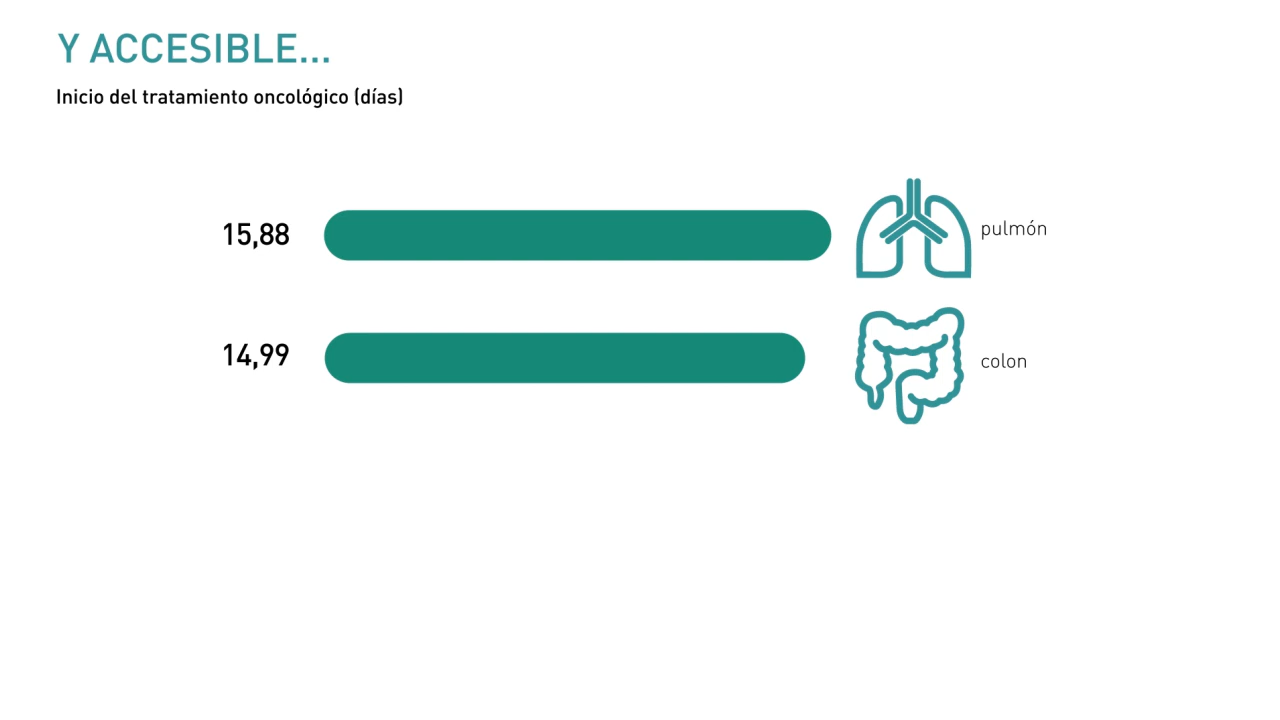 Y ACCESIBLE...
Inicio del tratamiento oncológico (días)
15,88
pulmón
14,99
colon